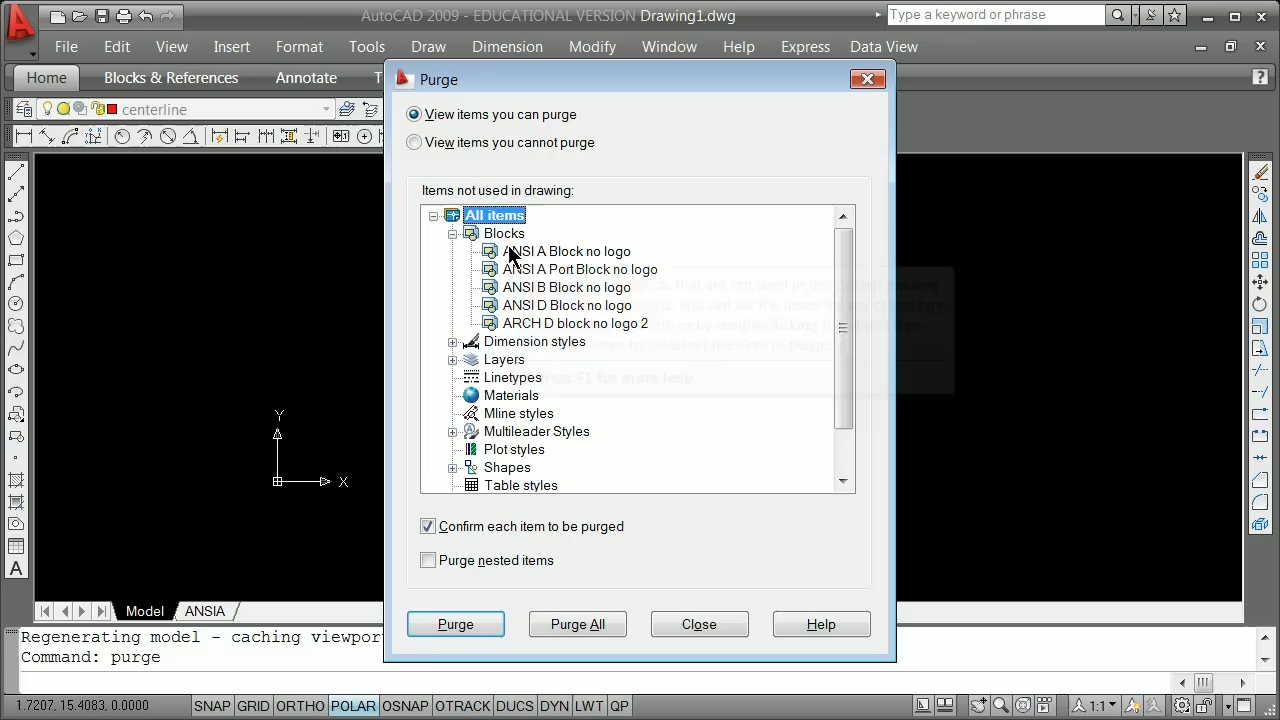 AutoCAD 2009 - EDUCATIONAL VERSION Drawing1.dwg
Type a keyword or phrase
File Edit View Insert Format Tools Draw Dimension Modify Window Help Express Data View
Home Blocks & References Annotate T
centerline
Purge
View items you can purge
View items you cannot purge
Items not used in drawing:
All items
Blocks
ANSI A Block no logo
ANSI A Port Block no logo
ANSI B Block no logo
ANSI D Block no logo
ARCH D block no logo 2
Dimension styles
Layers
Linetypes
Materials
Mline styles
Multileader Styles
Plot styles
Shapes
Table styles
Press F1 for more help
Y
X
A
Confirm each item to be purged
Purge nested items
Purge Purge All Close Help
Model ANSIA
Regenerating model - caching viewport
Command: purge
1.7207, 15.4083, 0.0000 SNAP GRID ORTHO POLAR OSNAP OTRACK DUCS DYN LWT QP 1:1